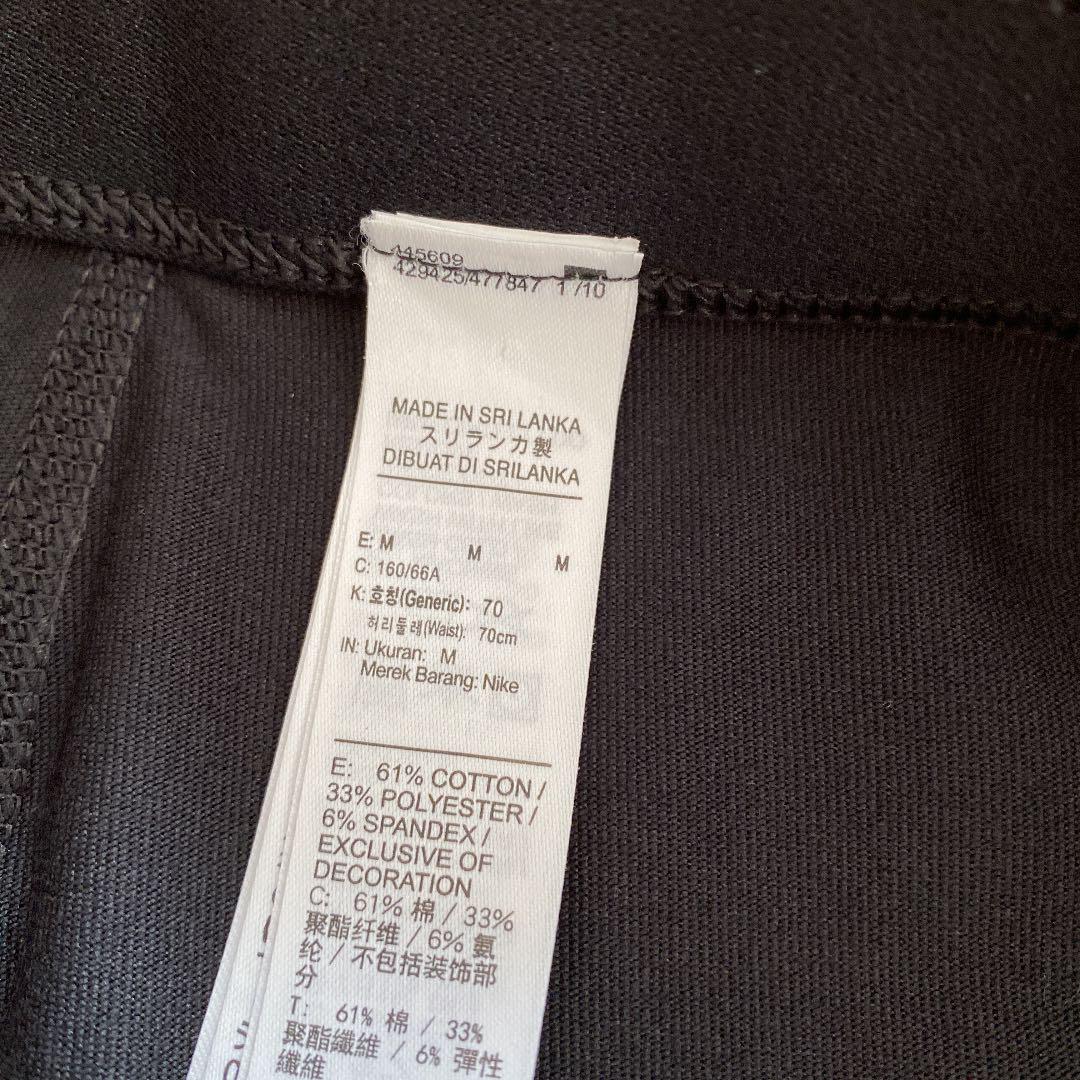 445609
429425/477847 1/10
MADE IN SRI LANKA
スリランカ製
DIBUAT DI SRILANKA
E: M M M
C: 160/66A
K: 호칭(Generic): 70
허리둘레(Waist): 70cm
IN: Ukuran: M
Merek Barang: Nike
E: 61% COTTON /
33% POLYESTER /
6% SPANDEX /
EXCLUSIVE OF
DECORATION
C: 61% 棉 / 33%
聚酯纤维 / 6% 氨
纶 / 不包括装饰部
分
T: 61% 棉 / 33%
聚酯纖維 / 6% 彈性
纖維